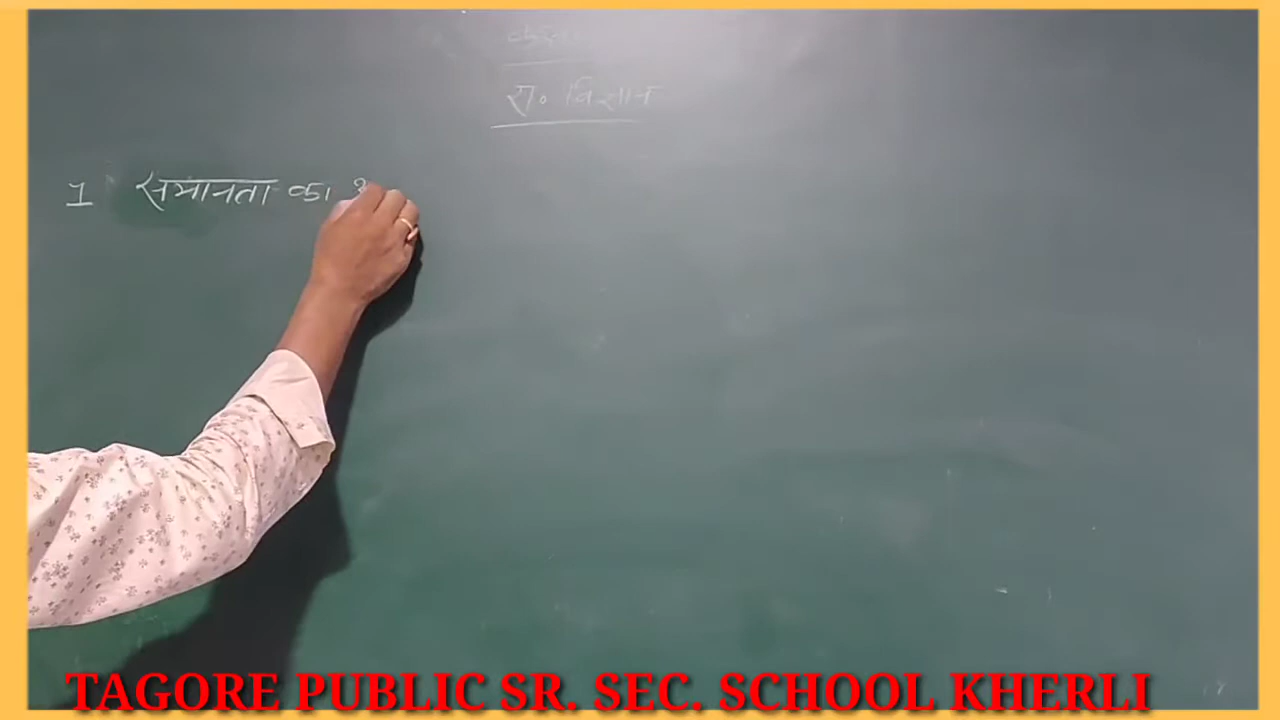 रा० विज्ञान
1 समानता का
TAGORE PUBLIC SR. SEC. SCHOOL KHERLI